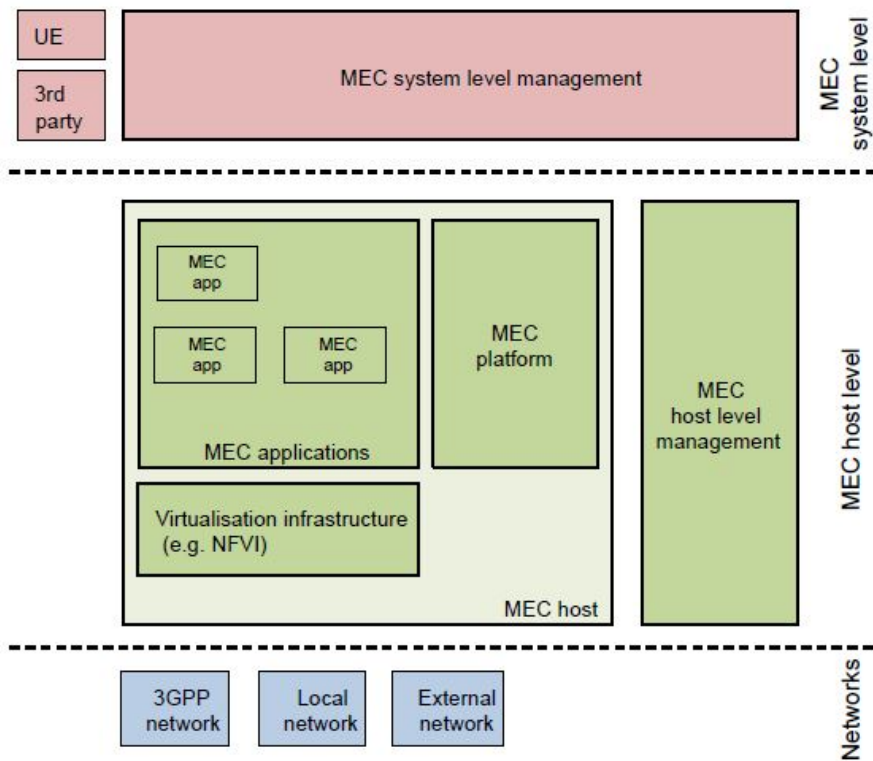 UE
3rd
party
MEC system level management
MEC
system level
MEC
app
MEC
app
MEC
app
MEC applications
MEC
platform
Virtualisation infrastructure
(e.g. NFVI)
MEC host
MEC
host level
management
MEC host level
3GPP
network
Local
network
External
network
Networks